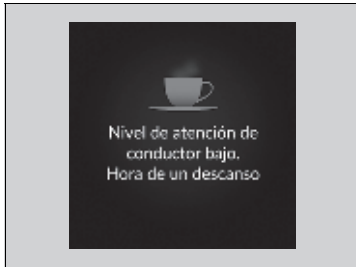 Nivel de atención de
conductor bajo.
Hora de un descanso